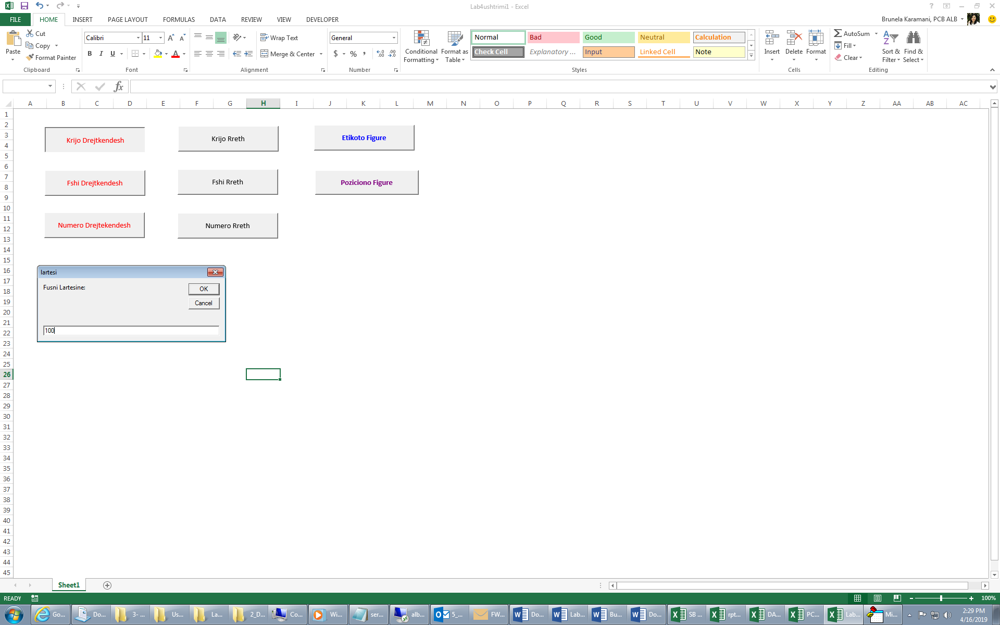 Lab4ushtrimi1 - Excel
FILE HOME INSERT PAGE LAYOUT FORMULAS DATA REVIEW VIEW DEVELOPER
Brunela Karamani, PCB ALB
Paste
Cut
Copy
Format Painter
Clipboard
Calibri 11
B I U
Font
Wrap Text
Merge & Center
Alignment
General
$ % ,
Number
Conditional Formatting
Format as Table
Normal Bad Good Neutral Calculation
Check Cell Explanatory ... Input Linked Cell Note
Styles
Insert Delete Format
Cells
AutoSum
Fill
Clear
Sort & Filter
Find & Select
Editing
fx
A B C D E F G H I J K L M N O P Q R S T U V W X Y Z AA AB AC
1
2
3
4
5
6
7
8
9
10
11
12
13
14
15
16
17
18
19
20
21
22
23
24
25
26
27
28
29
30
31
32
33
34
35
36
37
38
39
40
41
42
43
44
45
Krijo Drejtkendesh Krijo Rreth Etikoto Figure
Fshi Drejtkendesh Fshi Rreth Poziciono Figure
Numero Drejtekendesh Numero Rreth
lartesi
Fusni Lartesine:
OK
Cancel
100
Sheet1
READY
100%
Go... Do... 3- ... Us... La... 2_D... Co... Wi... ser... alb... 5_... FW... Do... Lab... Bu... Do... SB ... rpt... DA... PC... Lab... Mi...
2:29 PM
4/16/2019